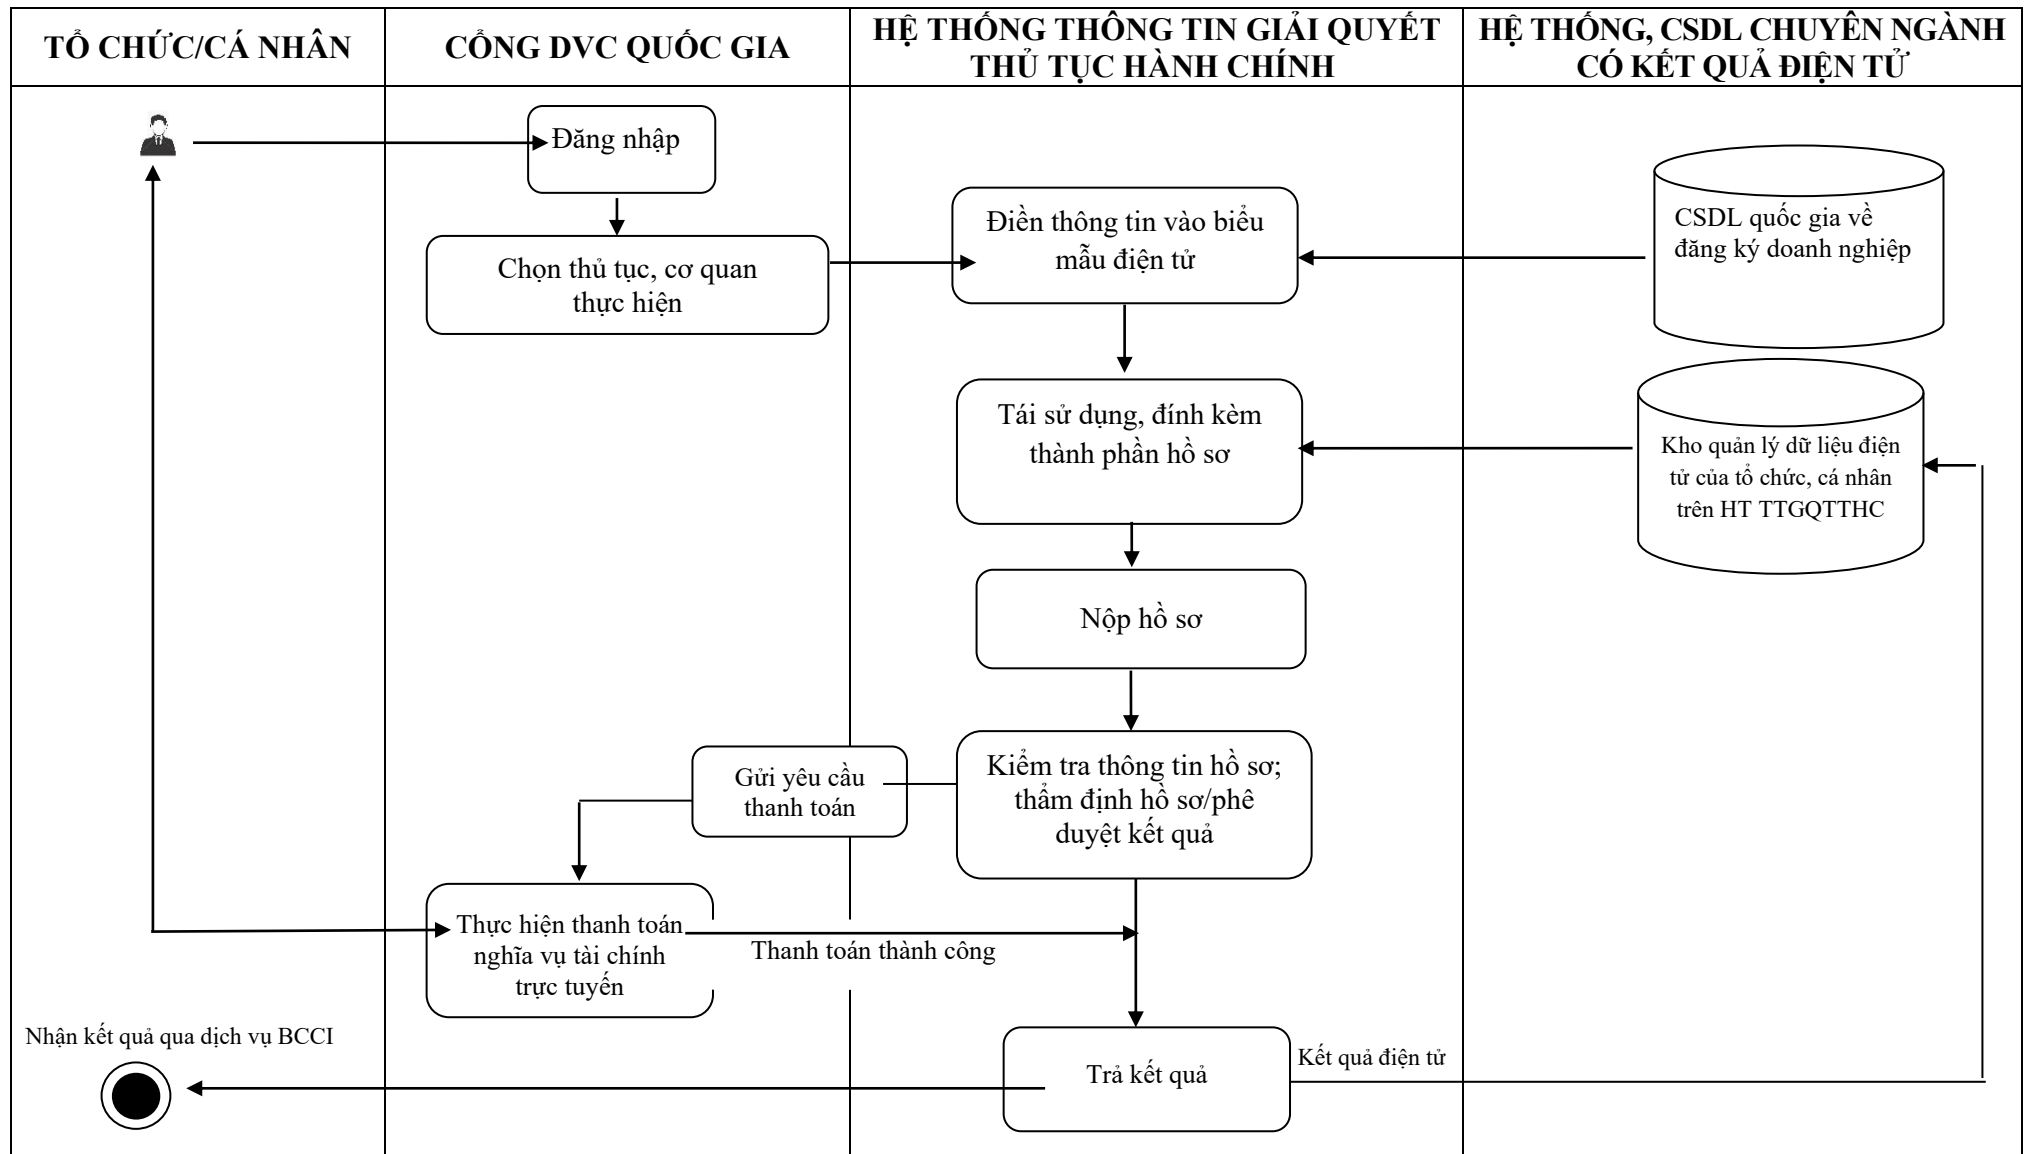 TỔ CHỨC/CÁ NHÂN
CỔNG DVC QUỐC GIA
HỆ THỐNG THÔNG TIN GIẢI QUYẾT
THỦ TỤC HÀNH CHÍNH
HỆ THỐNG, CSDL CHUYÊN NGÀNH
CÓ KẾT QUẢ ĐIỆN TỬ
Đăng nhập
Chọn thủ tục, cơ quan
thực hiện
Điền thông tin vào biểu
mẫu điện tử
CSDL quốc gia về
đăng ký doanh nghiệp
Tái sử dụng, đính kèm
thành phần hồ sơ
Kho quản lý dữ liệu điện
tử của tổ chức, cá nhân
trên HT TTGQTTHC
Nộp hồ sơ
Kiểm tra thông tin hồ sơ;
thẩm định hồ sơ/phê
duyệt kết quả
Gửi yêu cầu
thanh toán
Thực hiện thanh toán
nghĩa vụ tài chính
trực tuyến
Thanh toán thành công
Nhận kết quả qua dịch vụ BCCI
Trả kết quả
Kết quả điện tử